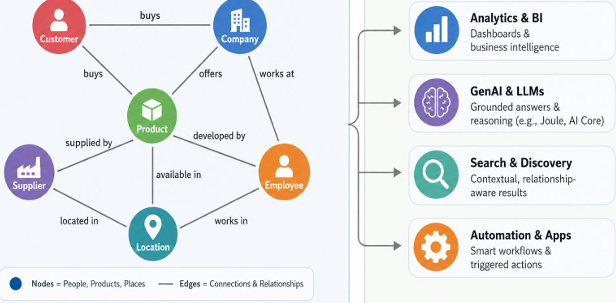 buys
Customer
Company
buys
offers
works at
Product
supplied by
developed by
Supplier
available in
Employee
located in
works in
Location
Nodes = People, Products, Places
Edges = Connections & Relationships
Analytics & BI
Dashboards &
business intelligence
GenAI & LLMs
Grounded answers &
reasoning (e.g., Joule, AI Core)
Search & Discovery
Contextual, relationship-
aware results
Automation & Apps
Smart workflows &
triggered actions